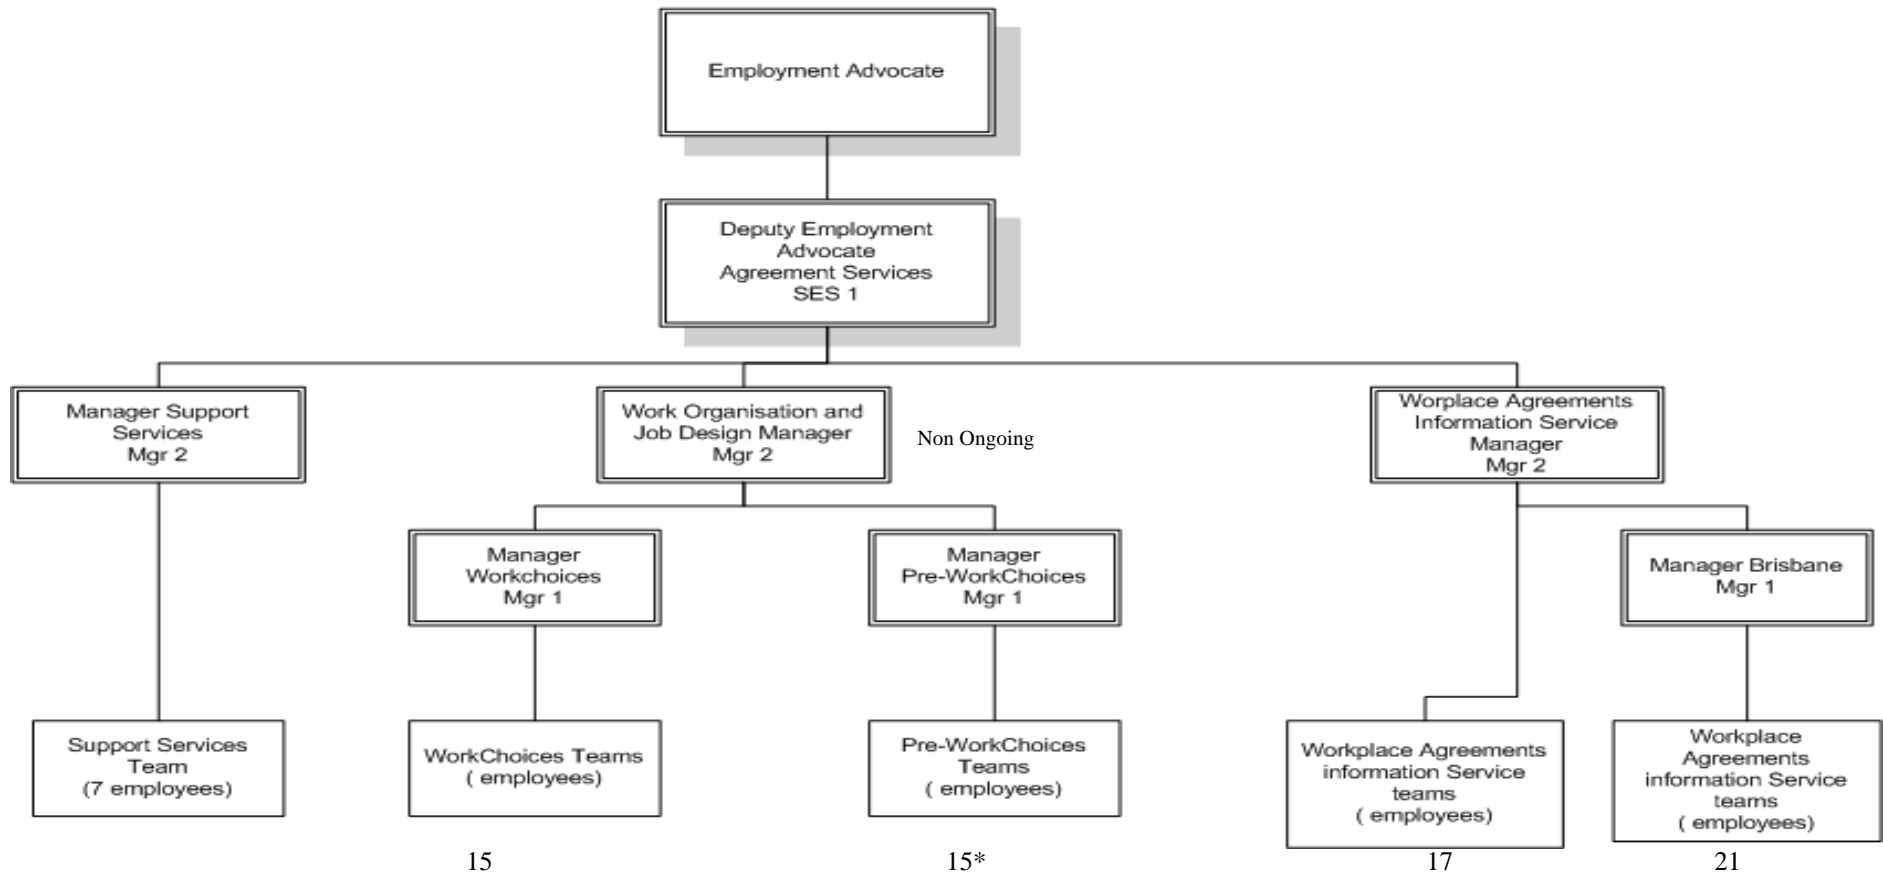 Employment Advocate
Deputy Employment
Advocate
Agreement Services
SES 1
Manager Support
Services
Mgr 2
Work Organisation and
Job Design Manager
Mgr 2
Non Ongoing
Worplace Agreements
Information Service
Manager
Mgr 2
Manager
Workchoices
Mgr 1
Manager
Pre-WorkChoices
Mgr 1
Manager Brisbane
Mgr 1
Support Services
Team
(7 employees)
WorkChoices Teams
( employees)
Pre-WorkChoices
Teams
( employees)
Workplace Agreements
information Service
teams
( employees)
Workplace
Agreements
information Service
teams
( employees)
15
15*
17
21